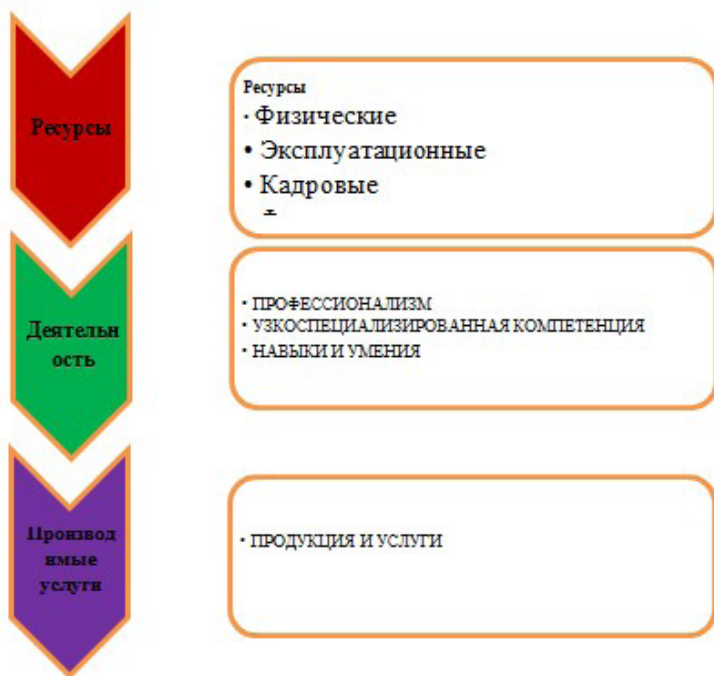 Ресурсы
Ресурсы
· Физические
• Эксплуатационные
• Кадровые
Деятельн
ость
• ПРОФЕССИОНАЛИЗМ
• УЗКОСПЕЦИАЛИЗИРОВАННАЯ КОМПЕТЕНЦИЯ
• НАВЫКИ И УМЕНИЯ
Производ
имые
услуги
• ПРОДУКЦИЯ И УСЛУГИ